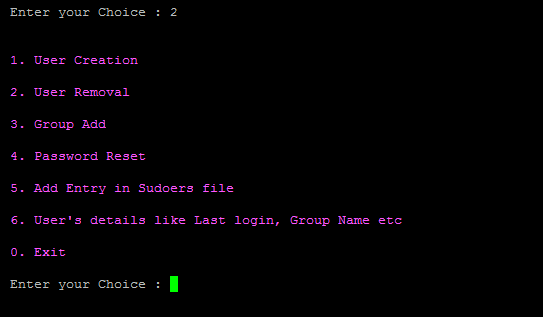 Enter your Choice : 2
1. User Creation
2. User Removal
3. Group Add
4. Password Reset
5. Add Entry in Sudoers file
6. User's details like Last login, Group Name etc
0. Exit
Enter your Choice :